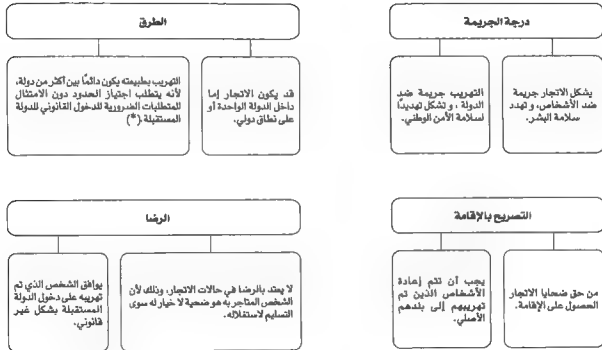 درجة الجريمة
يشكل الاتجار جريمة
ضد الأشخاص، و تهدد
سلامة البشر.
التهريب جريمة ضد
الدولة ، و تشكل تهديدًا
لسلامة الأمن الوطني.
الطرق
قد يكون الاتجار إما
داخل الدولة الواحدة أو
على نطاق دولي.
التهريب بطبيعته يكون دائمًا بين أكثر من دولة،
لأنه يتطلب اجتياز الحدود دون الامتثال
للمتطلبات الضرورية للدخول القانوني للدولة
المستقبلة.(*)
التصريح بالإقامة
من حق ضحايا الاتجار
الحصول على الإقامة.
يجب أن تتم إعادة
الأشخاص الذين تم
تهريبهم إلى بلدهم
الأصلي.
الرضا
لا يعتد بالرضا في حالات الاتجار، وذلك لأن
الشخص المتاجر به هو ضحية لا خيار له سوى
التسليم لاستغلاله.
يوافق الشخص الذي تم
تهريبه على دخول الدولة
المستقبلة بشكل غير
قانوني.